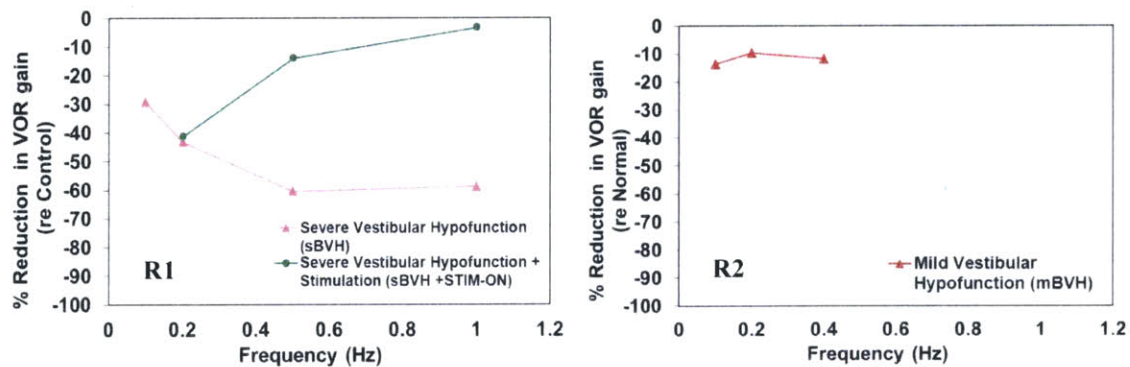 % Reduction in VOR gain
(re Control)
0
-10
-20
-30
-40
-50
-60
-70
-80
-90
-100
Severe Vestibular Hypofunction
(sBVH)
Severe Vestibular Hypofunction +
Stimulation (sBVH +STIM-ON)
R1
0 0.2 0.4 0.6 0.8 1 1.2
Frequency (Hz)
% Reduction in VOR gain
(re Normal)
0
-10
-20
-30
-40
-50
-60
-70
-80
-90
-100
R2
Mild Vestibular
Hypofunction (mBVH)
0 0.2 0.4 0.6 0.8 1 1.2
Frequency (Hz)